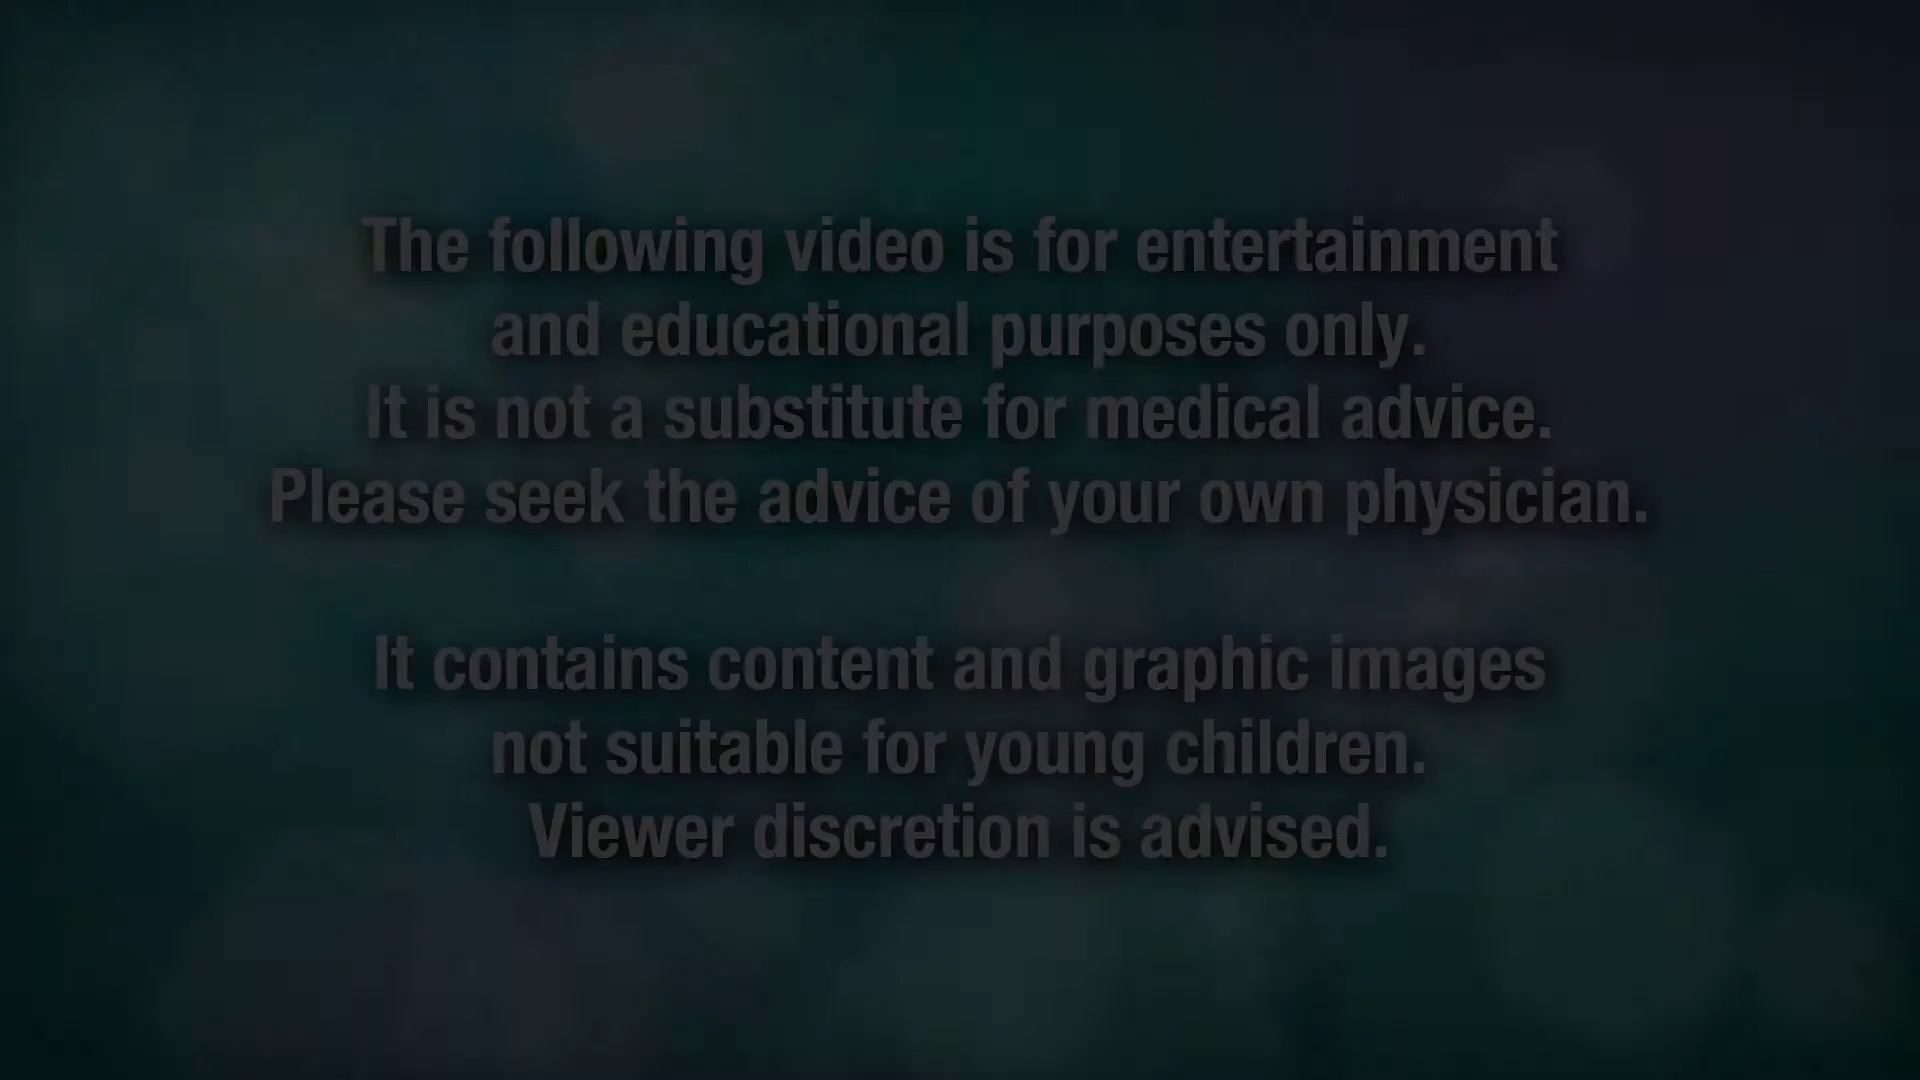 The following video is for entertainment
and educational purposes only.
It is not a substitute for medical advice.
Please seek the advice of your own physician.
It contains content and graphic images
not suitable for young children.
Viewer discretion is advised.